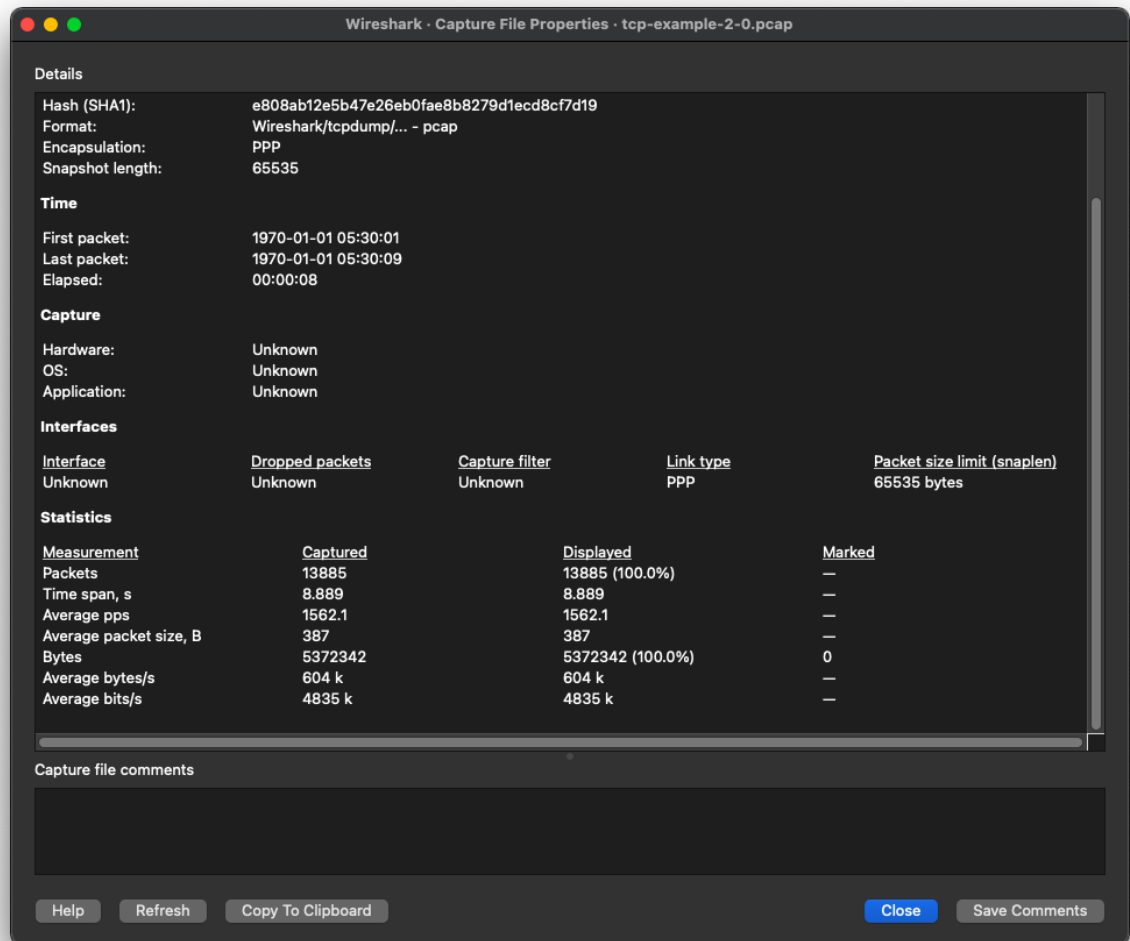 Wireshark · Capture File Properties · tcp-example-2-0.pcap
Details
Hash (SHA1): e808ab12e5b47e26eb0fae8b8279d1ecd8cf7d19
Format: Wireshark/tcpdump/... - pcap
Encapsulation: PPP
Snapshot length: 65535
Time
First packet: 1970-01-01 05:30:01
Last packet: 1970-01-01 05:30:09
Elapsed: 00:00:08
Capture
Hardware: Unknown
OS: Unknown
Application: Unknown
Interfaces
Interface Dropped packets Capture filter Link type Packet size limit (snaplen)
Unknown Unknown Unknown PPP 65535 bytes
Statistics
Measurement Captured Displayed Marked
Packets 13885 13885 (100.0%) —
Time span, s 8.889 8.889 —
Average pps 1562.1 1562.1 —
Average packet size, B 387 387 —
Bytes 5372342 5372342 (100.0%) 0
Average bytes/s 604 k 604 k —
Average bits/s 4835 k 4835 k —
Capture file comments
Help Refresh Copy To Clipboard Close Save Comments